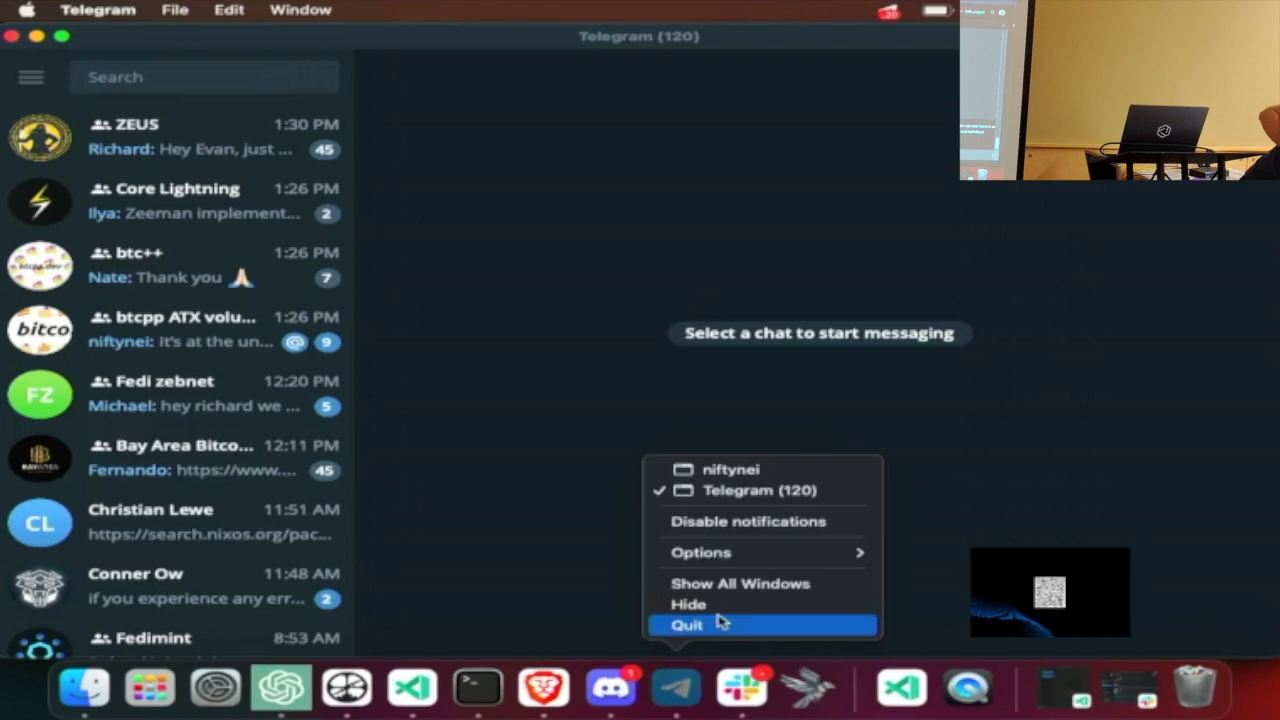 Telegram File Edit Window
20
Telegram (120)
Search
ZEUS 1:30 PM
Richard: Hey Evan, just ... 45
Core Lightning 1:26 PM
Ilya: Zeeman implement... 2
btc++ 1:26 PM
Nate: Thank you 🙏🏻 7
btcpp ATX volu... 1:26 PM
niftynei: It's at the un... @ 9
bitco
Fedi zebnet 12:20 PM
Michael: hey richard we ... 5
FZ
Bay Area Bitco... 12:11 PM
Fernando: https://www.... 45
Christian Lewe 11:51 AM
https://search.nixos.org/pac...
CL
Conner Ow 11:48 AM
if you experience any err... 2
Fedimint 8:53 AM
Select a chat to start messaging
niftynei
✓ Telegram (120)
Disable notifications
Options >
Show All Windows
Hide
Quit
1